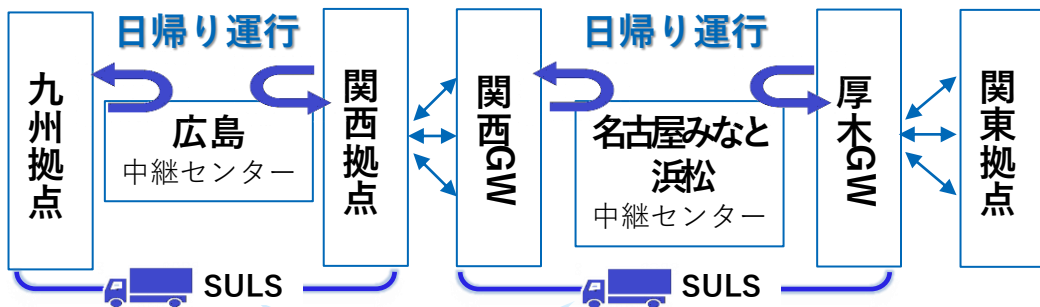 日帰り運行
日帰り運行
九州拠点
広島
中継センター
関西拠点
関西GW
名古屋みなと
浜松
中継センター
厚木GW
関東拠点
SULS
SULS